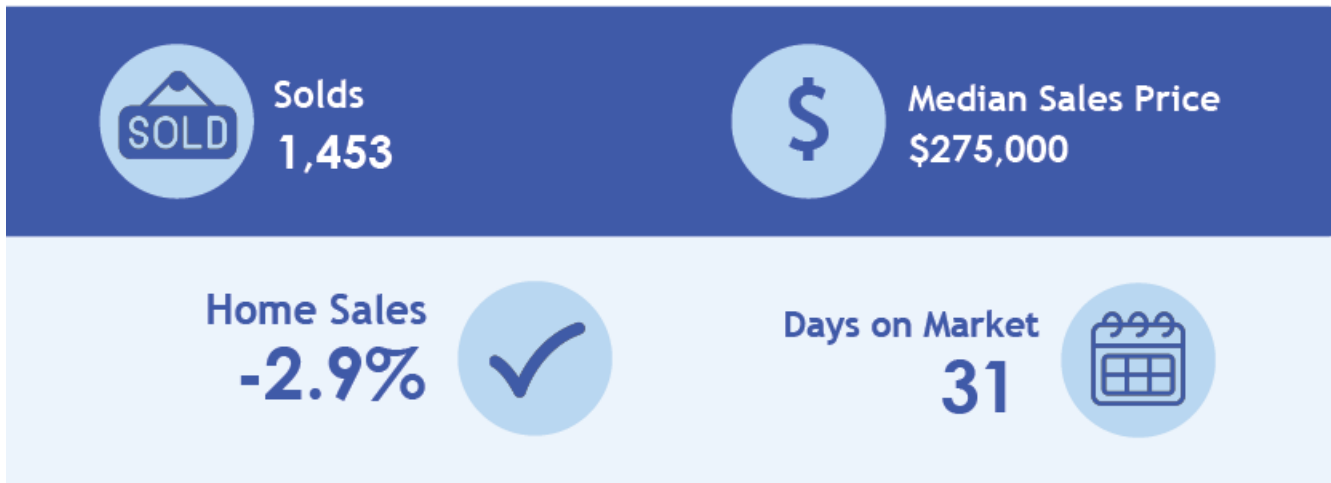 SOLD
Solds
1,453
$
Median Sales Price
$275,000
Home Sales
-2.9%
Days on Market
31